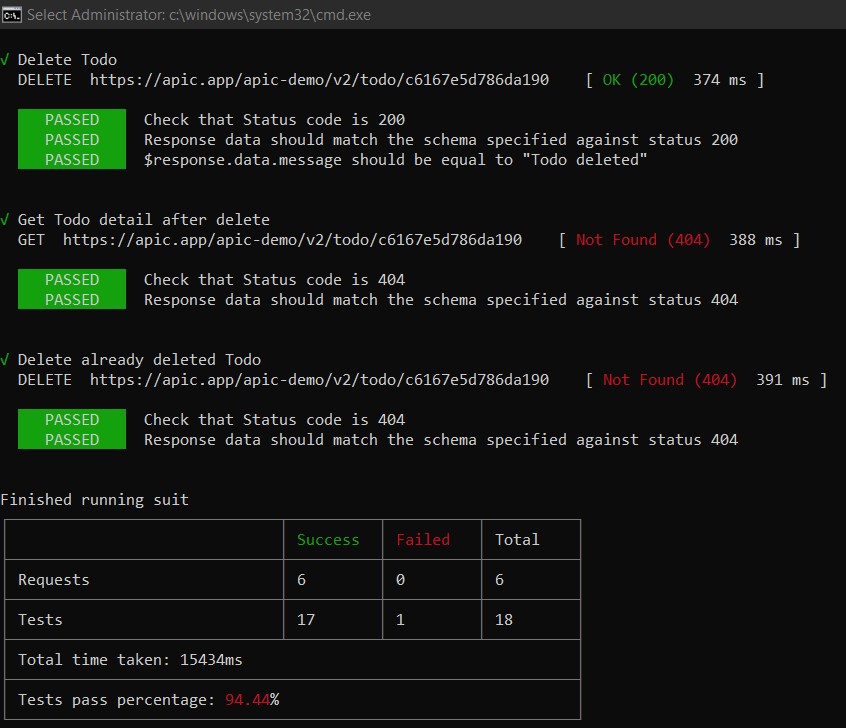 Select Administrator: c:\windows\system32\cmd.exe
√ Delete Todo
DELETE https://apic.app/apic-demo/v2/todo/c6167e5d786da190 [ OK (200) 374 ms ]
PASSED Check that Status code is 200
PASSED Response data should match the schema specified against status 200
PASSED $response.data.message should be equal to "Todo deleted"
√ Get Todo detail after delete
GET https://apic.app/apic-demo/v2/todo/c6167e5d786da190 [ Not Found (404) 388 ms ]
PASSED Check that Status code is 404
PASSED Response data should match the schema specified against status 404
√ Delete already deleted Todo
DELETE https://apic.app/apic-demo/v2/todo/c6167e5d786da190 [ Not Found (404) 391 ms ]
PASSED Check that Status code is 404
PASSED Response data should match the schema specified against status 404
Finished running suit
Success Failed Total
Requests 6 0 6
Tests 17 1 18
Total time taken: 15434ms
Tests pass percentage: 94.44%